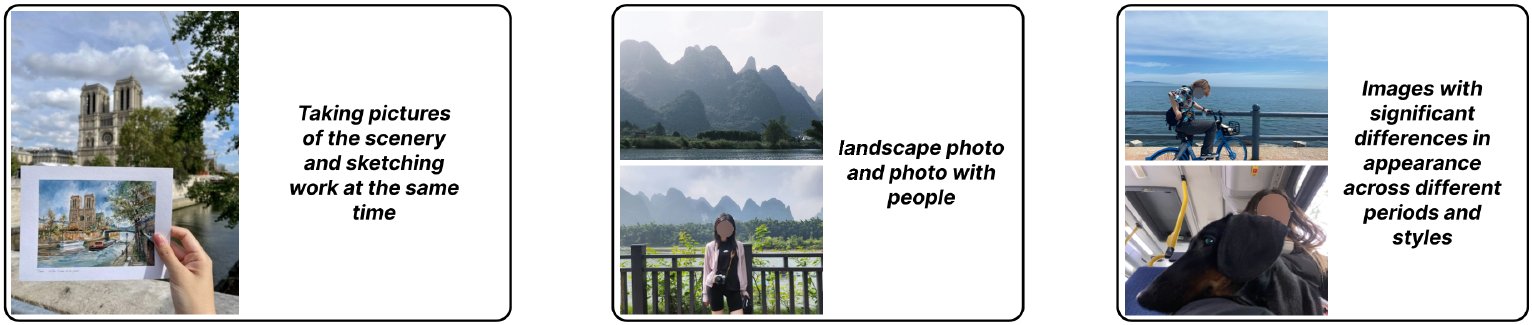 Taking pictures
of the scenery
and sketching
work at the same
time
landscape photo
and photo with
people
Images with
significant
differences in
appearance
across different
periods and
styles